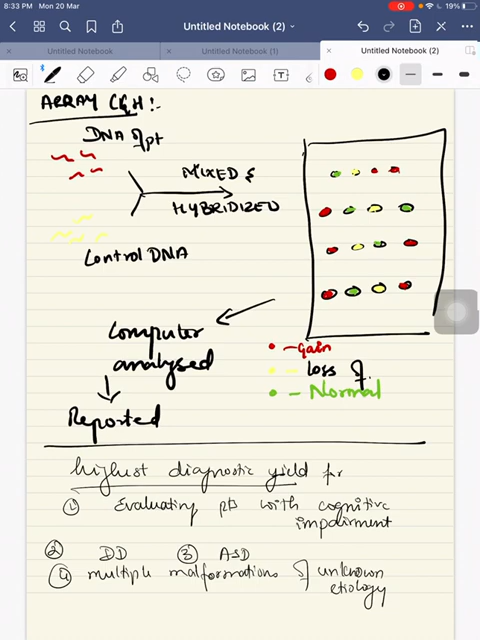 8:33 PM Mon 20 Mar
19%
Untitled Notebook (2)
Untitled Notebook
Untitled Notebook (1)
Untitled Notebook (2)
ARRAY CGH:-
DNA of pt
MIXED &
HYBRIDIZED
Control DNA
Computer
analysed
Reported
- Gain
- Loss of.
- Normal
highest diagnostic yield for
① Evaluating pts with cognitive
impairment
② DD ③ ASD
④ multiple malformations of unknown
etiology